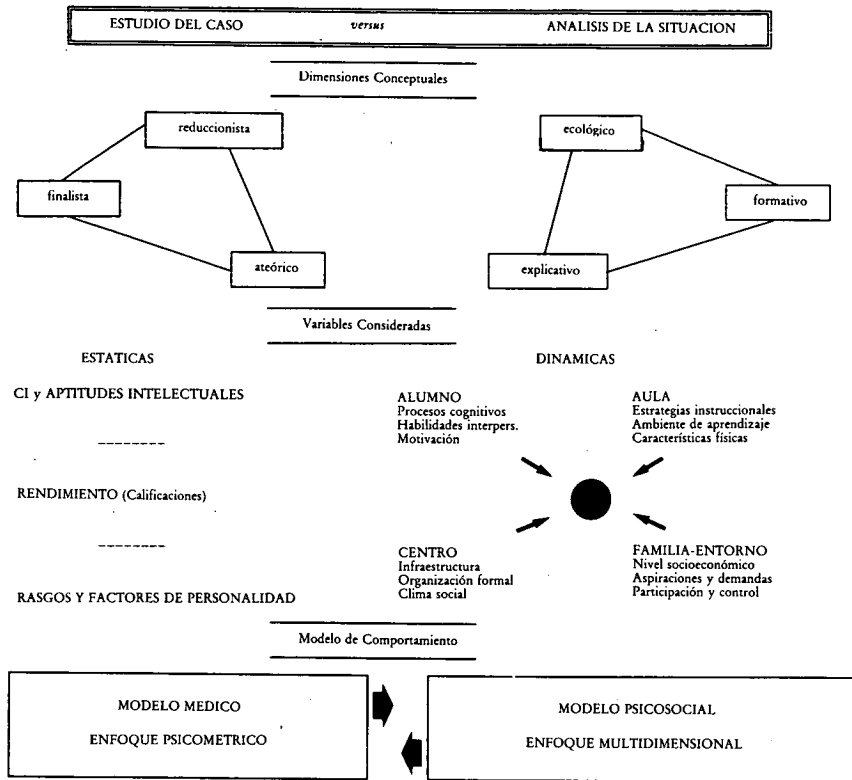 ESTUDIO DEL CASO versus ANALISIS DE LA SITUACION
Dimensiones Conceptuales
reduccionista
finalista
ateórico
ecológico
formativo
explicativo
Variables Consideradas
ESTATICAS
CI y APTITUDES INTELECTUALES
RENDIMIENTO (Calificaciones)
RASGOS Y FACTORES DE PERSONALIDAD
DINAMICAS
ALUMNO
Procesos cognitivos
Habilidades interpers.
Motivación
AULA
Estrategias instruccionales
Ambiente de aprendizaje
Características físicas
CENTRO
Infraestructura
Organización formal
Clima social
FAMILIA-ENTORNO
Nivel socioeconómico
Aspiraciones y demandas
Participación y control
Modelo de Comportamiento
MODELO MEDICO
ENFOQUE PSICOMETRICO
MODELO PSICOSOCIAL
ENFOQUE MULTIDIMENSIONAL